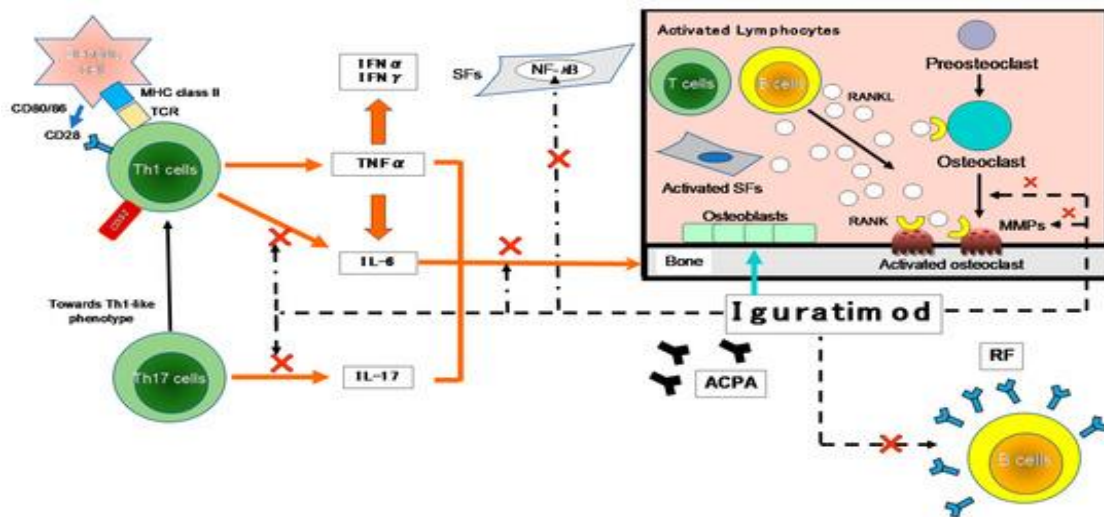 Activated Lymphocytes
IFNα
IFNγ
SFs
NF-κB
T cells
B cells
Preosteoclast
MHC class II
CD80/86
TCR
CD28
RANKL
Th1 cells
TNFα
Osteoclast
Activated SFs
Osteoblasts
RANK
MMPs
IL-6
Bone
Activated osteoclast
Towards Th1-like
phenotype
Iguratimod
Th17 cells
IL-17
ACPA
RF
B cells